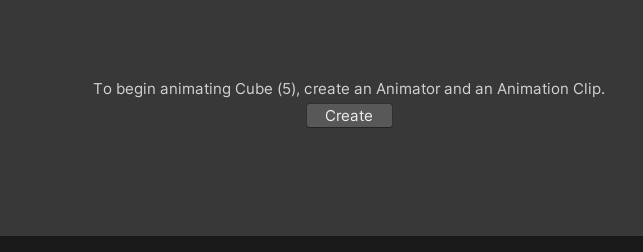 To begin animating Cube (5), create an Animator and an Animation Clip.
Create